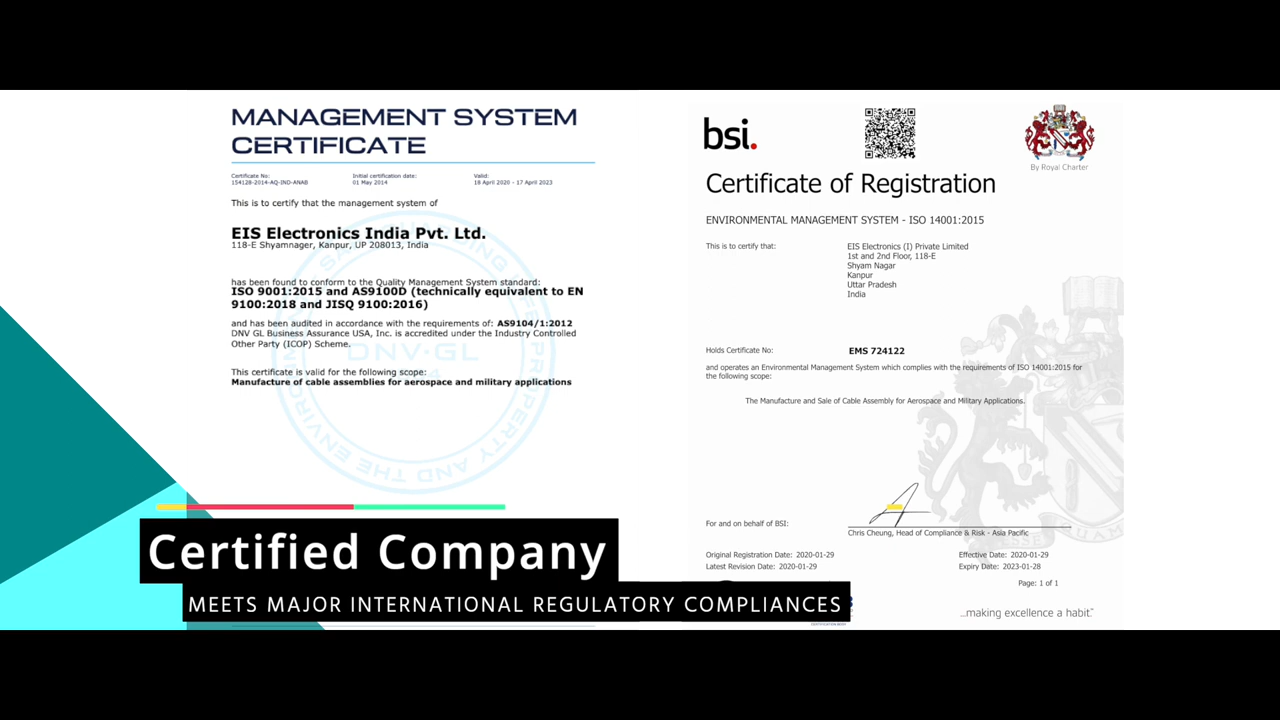 MANAGEMENT SYSTEM
CERTIFICATE
Certificate No:
154128-2014-AQ-IND-ANAB
Initial certification date:
01 May 2014
Valid:
18 April 2020 - 17 April 2023
This is to certify that the management system of
EIS Electronics India Pvt. Ltd.
118-E Shyamnager, Kanpur, UP 208013, India
has been found to conform to the Quality Management System standard:
ISO 9001:2015 and AS9100D (technically equivalent to EN
9100:2018 and JISQ 9100:2016)
and has been audited in accordance with the requirements of: AS9104/1:2012
DNV GL Business Assurance USA, Inc. is accredited under the Industry Controlled
Other Party (ICOP) Scheme.
DNV·GL
This certificate is valid for the following scope:
Manufacture of cable assemblies for aerospace and military applications
bsi.
By Royal Charter
Certificate of Registration
ENVIRONMENTAL MANAGEMENT SYSTEM - ISO 14001:2015
This is to certify that:
EIS Electronics (I) Private Limited
1st and 2nd Floor, 118-E
Shyam Nagar
Kanpur
Uttar Pradesh
India
Holds Certificate No:
EMS 724122
and operates an Environmental Management System which complies with the requirements of ISO 14001:2015 for
the following scope:
The Manufacture and Sale of Cable Assembly for Aerospace and Military Applications.
For and on behalf of BSI:
Chris Cheung, Head of Compliance & Risk - Asia Pacific
Original Registration Date: 2020-01-29
Effective Date: 2020-01-29
Latest Revision Date: 2020-01-29
Expiry Date: 2023-01-28
Page: 1 of 1
...making excellence a habit.™
Certified Company
MEETS MAJOR INTERNATIONAL REGULATORY COMPLIANCES